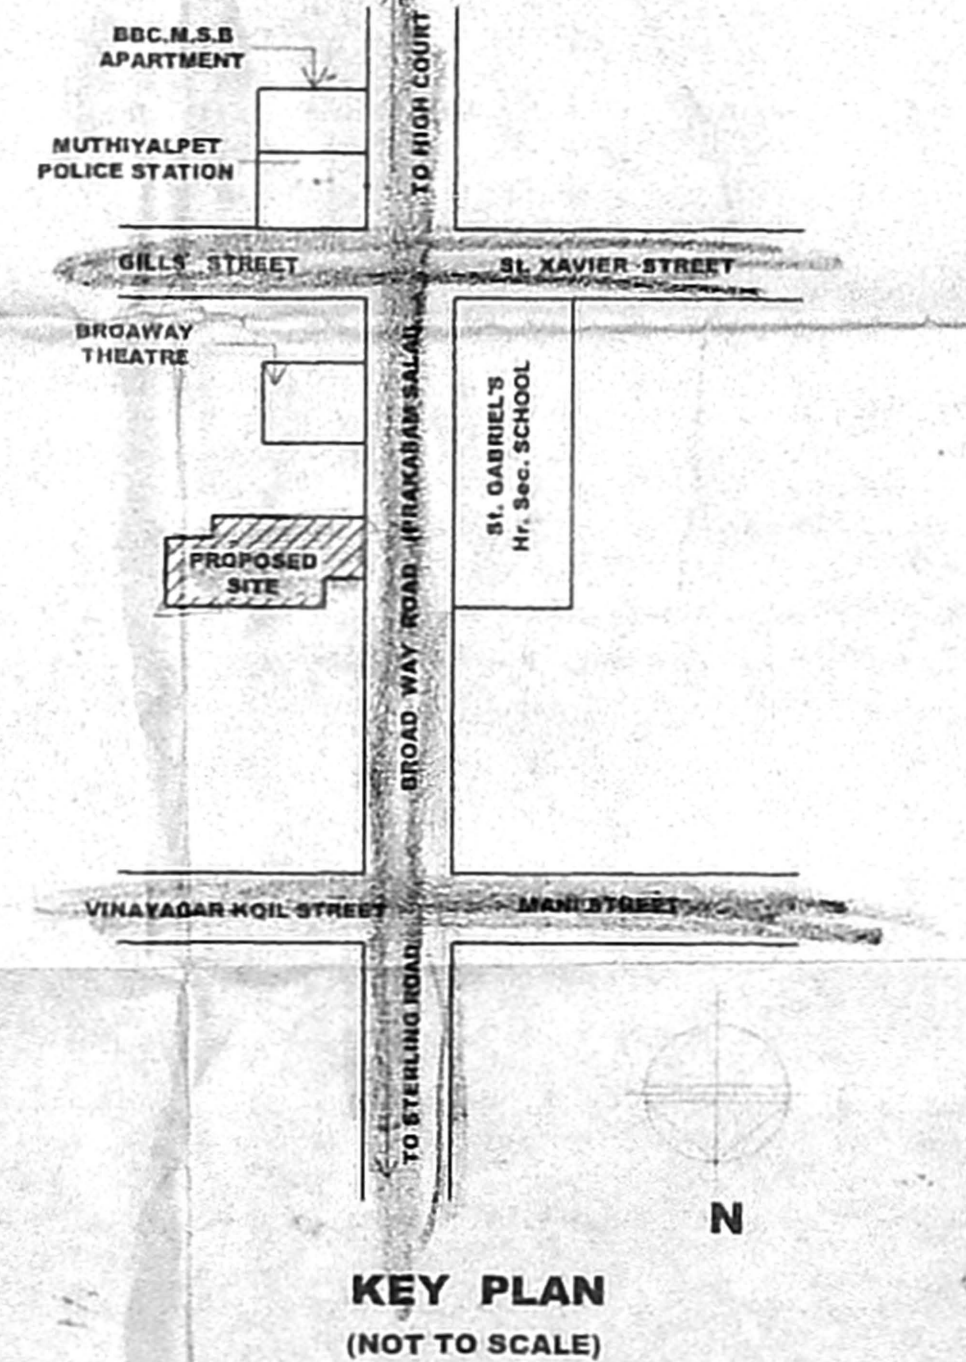 BBC.M.S.B
APARTMENT
TO HIGH COURT
MUTHIYALPET
POLICE STATION
GILLS' STREET
St. XAVIER STREET
BROAWAY
THEATRE
BROAD WAY ROAD (PRAKABAM SALAI)
St. GABRIEL'S
Hr. Sec. SCHOOL
PROPOSED
SITE
VINAYAGAR KOIL STREET
MANI STREET
TO STERLING ROAD
N
KEY PLAN
(NOT TO SCALE)